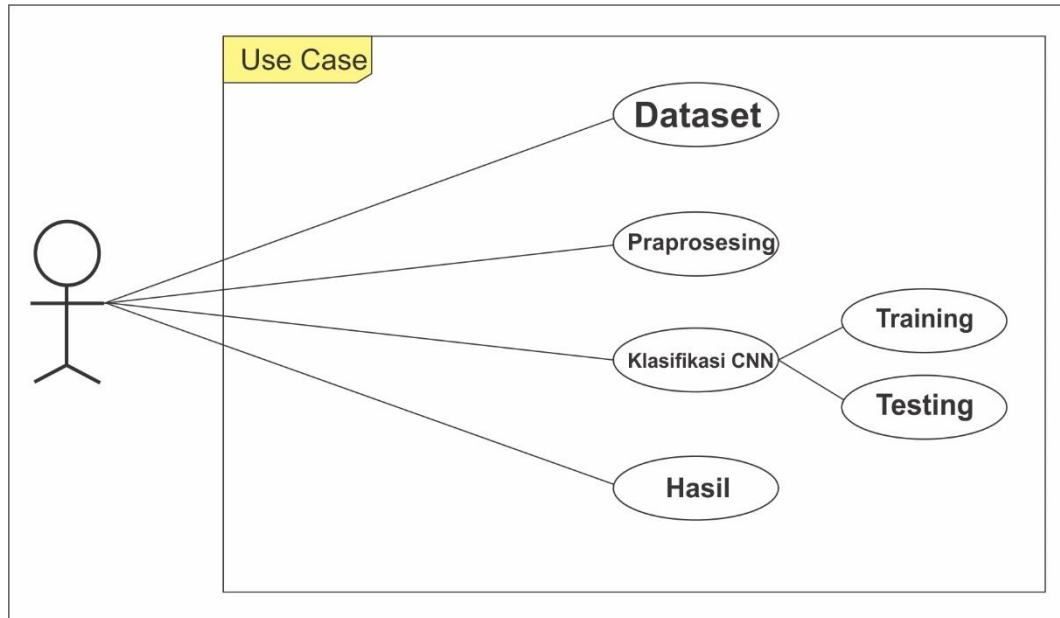 Use Case
Dataset
Praprosesing
Klasifikasi CNN
Training
Testing
Hasil